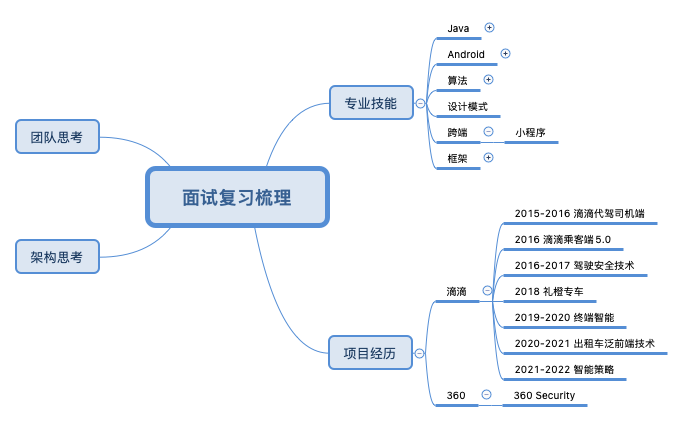 面试复习梳理
专业技能
Java
Android
算法
设计模式
跨端
小程序
框架
项目经历
滴滴
2015-2016 滴滴代驾司机端
2016 滴滴乘客端5.0
2016-2017 驾驶安全技术
2018 礼橙专车
2019-2020 终端智能
2020-2021 出租车泛前端技术
2021-2022 智能策略
360
360 Security
团队思考
架构思考